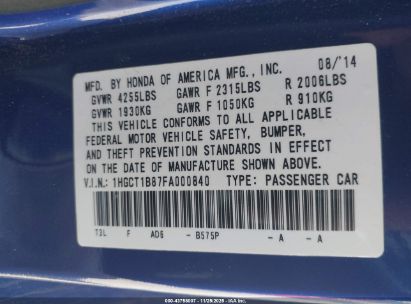 MFD. BY HONDA OF AMERICA MFG., INC. 08/'14
GVWR 4255LBS GAWR F 2315LBS R 2006LBS
GVWR 1930KG GAWR F 1050KG R 910KG
THIS VEHICLE CONFORMS TO ALL APPLICABLE
FEDERAL MOTOR VEHICLE SAFETY, BUMPER,
AND THEFT PREVENTION STANDARDS IN EFFECT
ON THE DATE OF MANUFACTURE SHOWN ABOVE.
V.I.N.: 1HGCT1B87FA000840 TYPE: PASSENGER CAR
T3L F AD6 - B575P - A - A